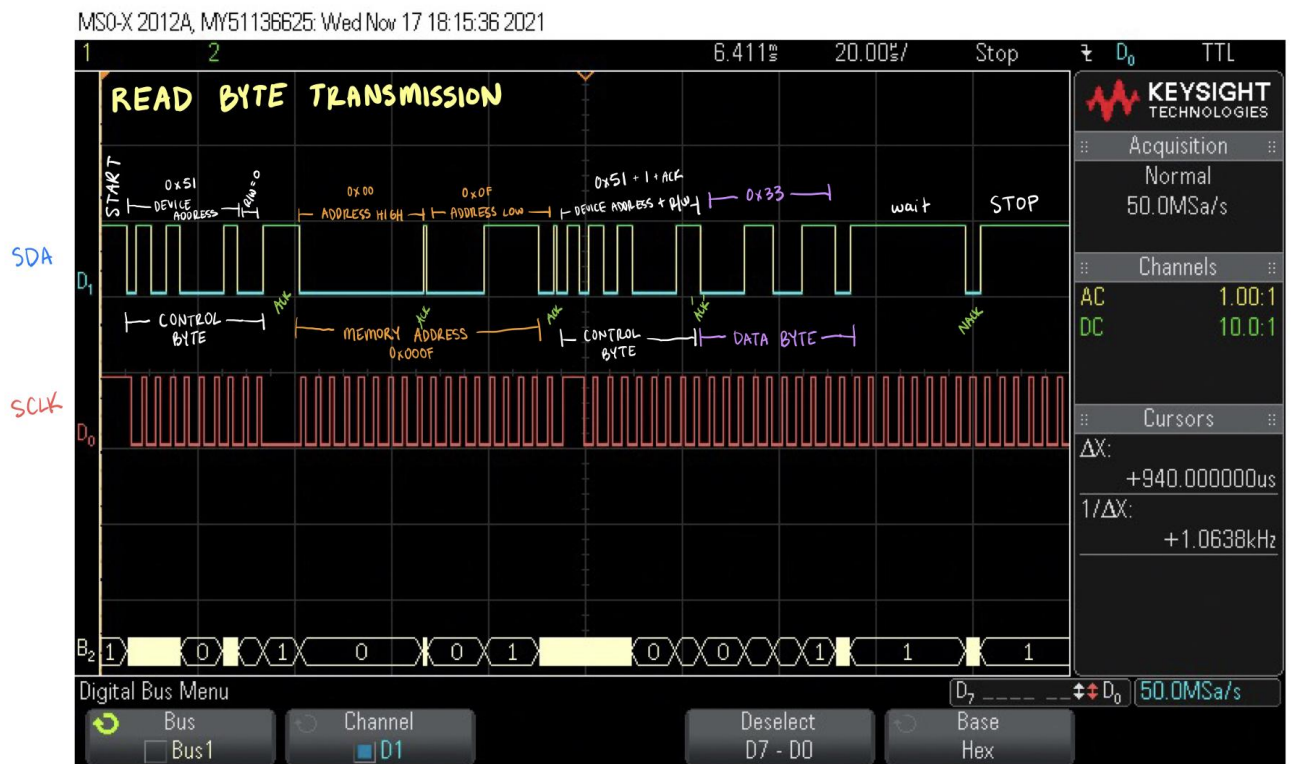 MSO-X 2012A, MY51136625: Wed Nov 17 18:15:36 2021
1 2 6.411ms 20.00us/ Stop D0 TTL
READ BYTE TRANSMISSION
KEYSIGHT
TECHNOLOGIES
Acquisition
Normal
50.0MSa/s
START
0x51
DEVICE
ADDRESS
R/W = 0
0x00
ADDRESS HIGH
0x0F
ADDRESS LOW
0x51 + 1 + ACK
DEVICE ADDRESS + R/W
0x33
wait
STOP
SDA
D1
Channels
AC 1.00:1
DC 10.0:1
ACK
ACK
ACK
ACK
NACK
CONTROL
BYTE
MEMORY ADDRESS
0x000F
CONTROL
BYTE
DATA BYTE
SCLK
D0
Cursors
ΔX:
+940.000000us
1/ΔX:
+1.0638kHz
B2 1 0 1 0 0 1 0 0 1 1 1
Digital Bus Menu
D7 ____ __ D0 50.0MSa/s
Bus
Bus1
Channel
D1
Deselect
D7 - D0
Base
Hex